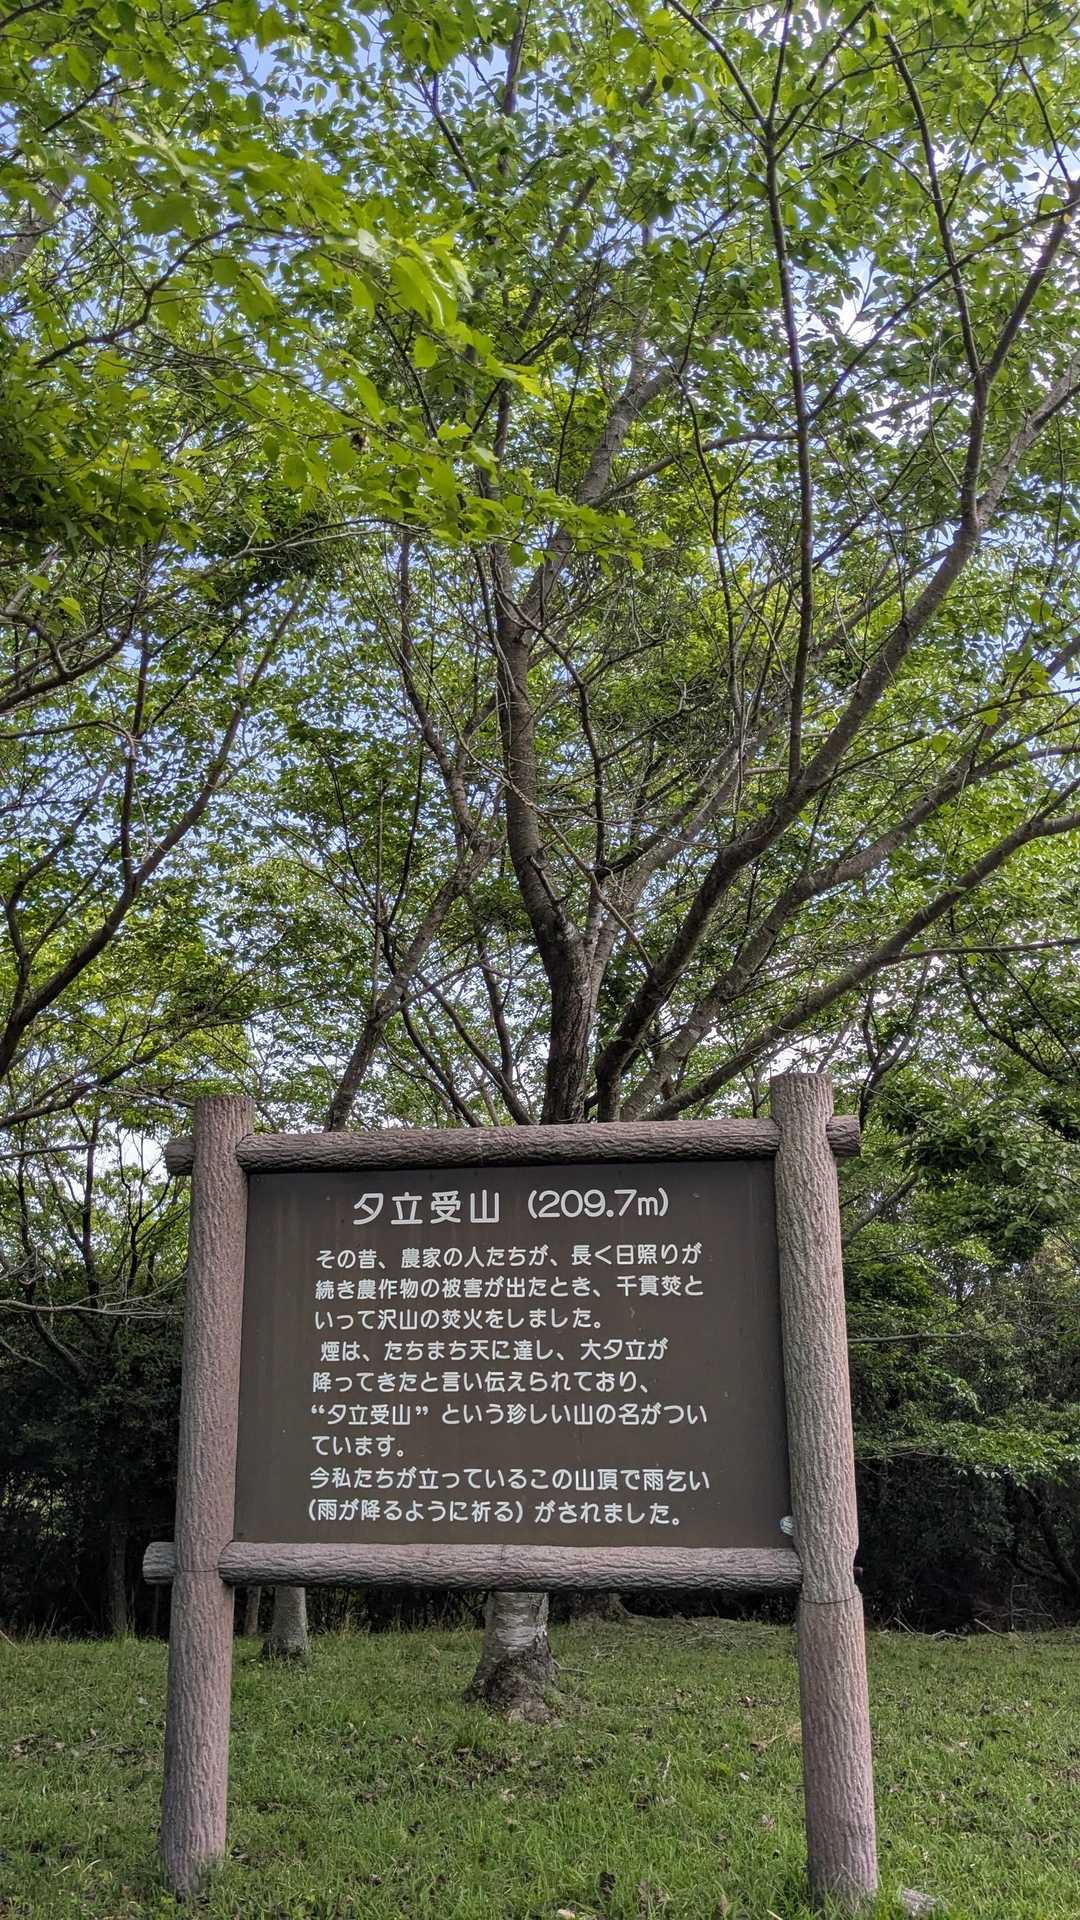 夕立受山 (209.7m)
その昔、農家の人たちが、長く日照りが
続き農作物の被害が出たとき、千貫焚と
いって沢山の焚火をしました。
煙は、たちまち天に達し、大夕立が
降ってきたと言い伝えられており、
“夕立受山”という珍しい山の名がつい
ています。
今私たちが立っているこの山頂で雨乞い
(雨が降るように祈る)がされました。